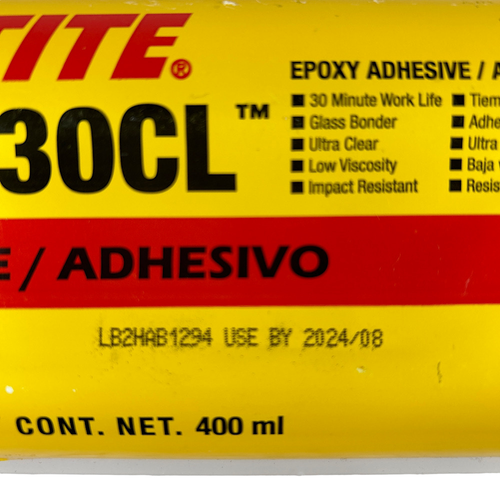 TITE®
30CL™
EPOXY ADHESIVE / A
■ 30 Minute Work Life ■ Tiem
■ Glass Bonder ■ Adhe
■ Ultra Clear ■ Ultra
■ Low Viscosity ■ Baja
■ Impact Resistant ■ Resis
E / ADHESIVO
LB2HAB1294 USE BY 2024/08
CONT. NET. 400 ml